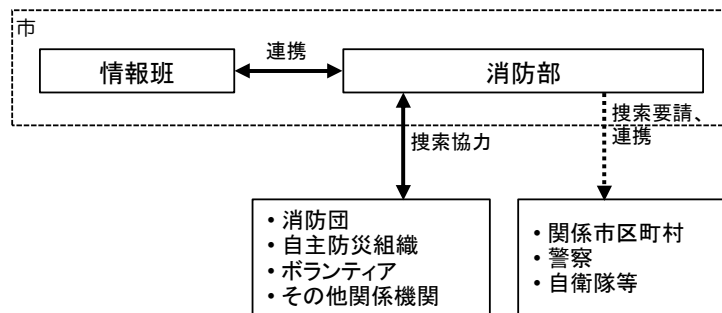 市
連携
情報班
消防部
捜索要請、
連携
捜索協力
・消防団
・自主防災組織
・ボランティア
・その他関係機関
・関係市区町村
・警察
・自衛隊等